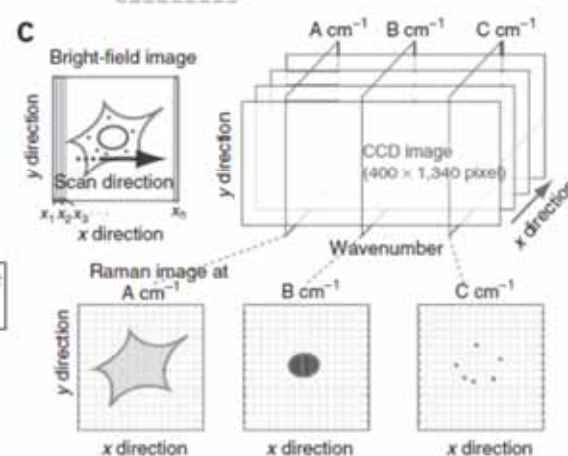 C
Bright-field image
y direction
Scan direction
x₁ x₂ x₃ ... xₙ
x direction
A cm⁻¹ B cm⁻¹ C cm⁻¹
y direction
CCD image
(400 × 1,340 pixel)
x direction
Wavenumber
Raman image at
A cm⁻¹ B cm⁻¹ C cm⁻¹
y direction
x direction x direction x direction